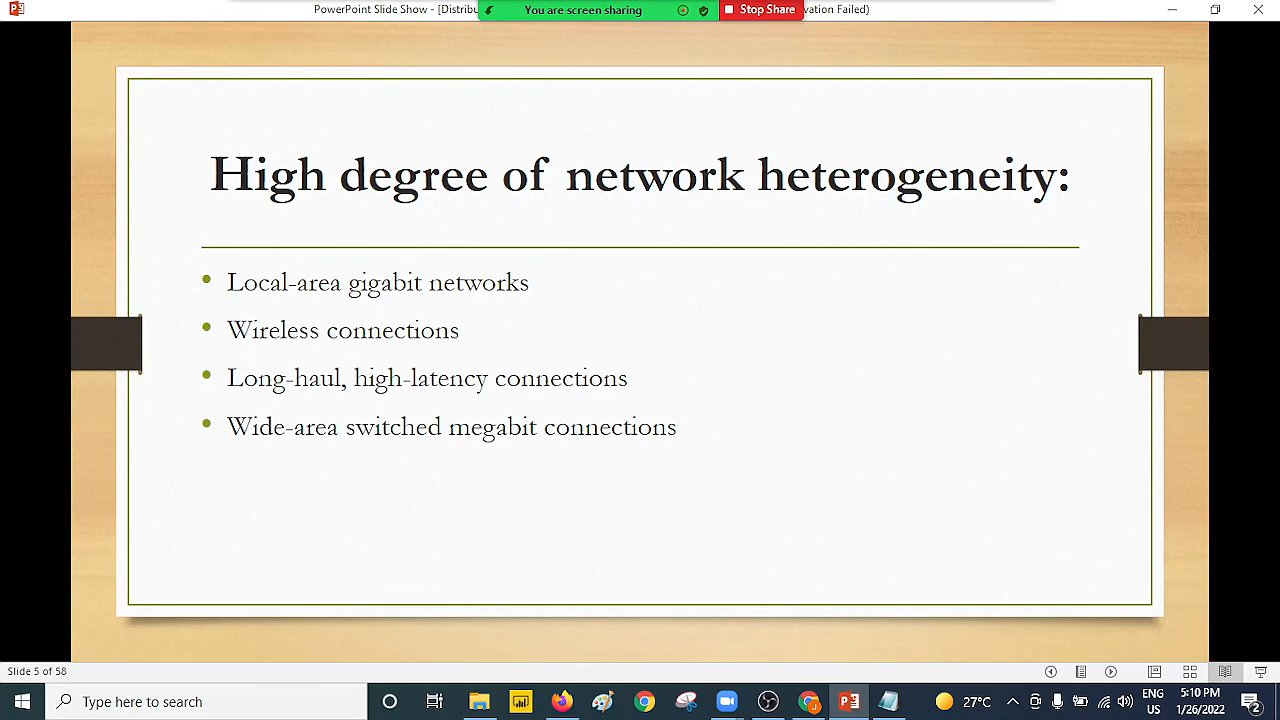 PowerPoint Slide Show - [Distribu
You are screen sharing
Stop Share
vation Failed)
High degree of network heterogeneity:
• Local-area gigabit networks
• Wireless connections
• Long-haul, high-latency connections
• Wide-area switched megabit connections
Slide 5 of 58
Type here to search
27°C
ENG
US
5:10 PM
1/26/2022
2